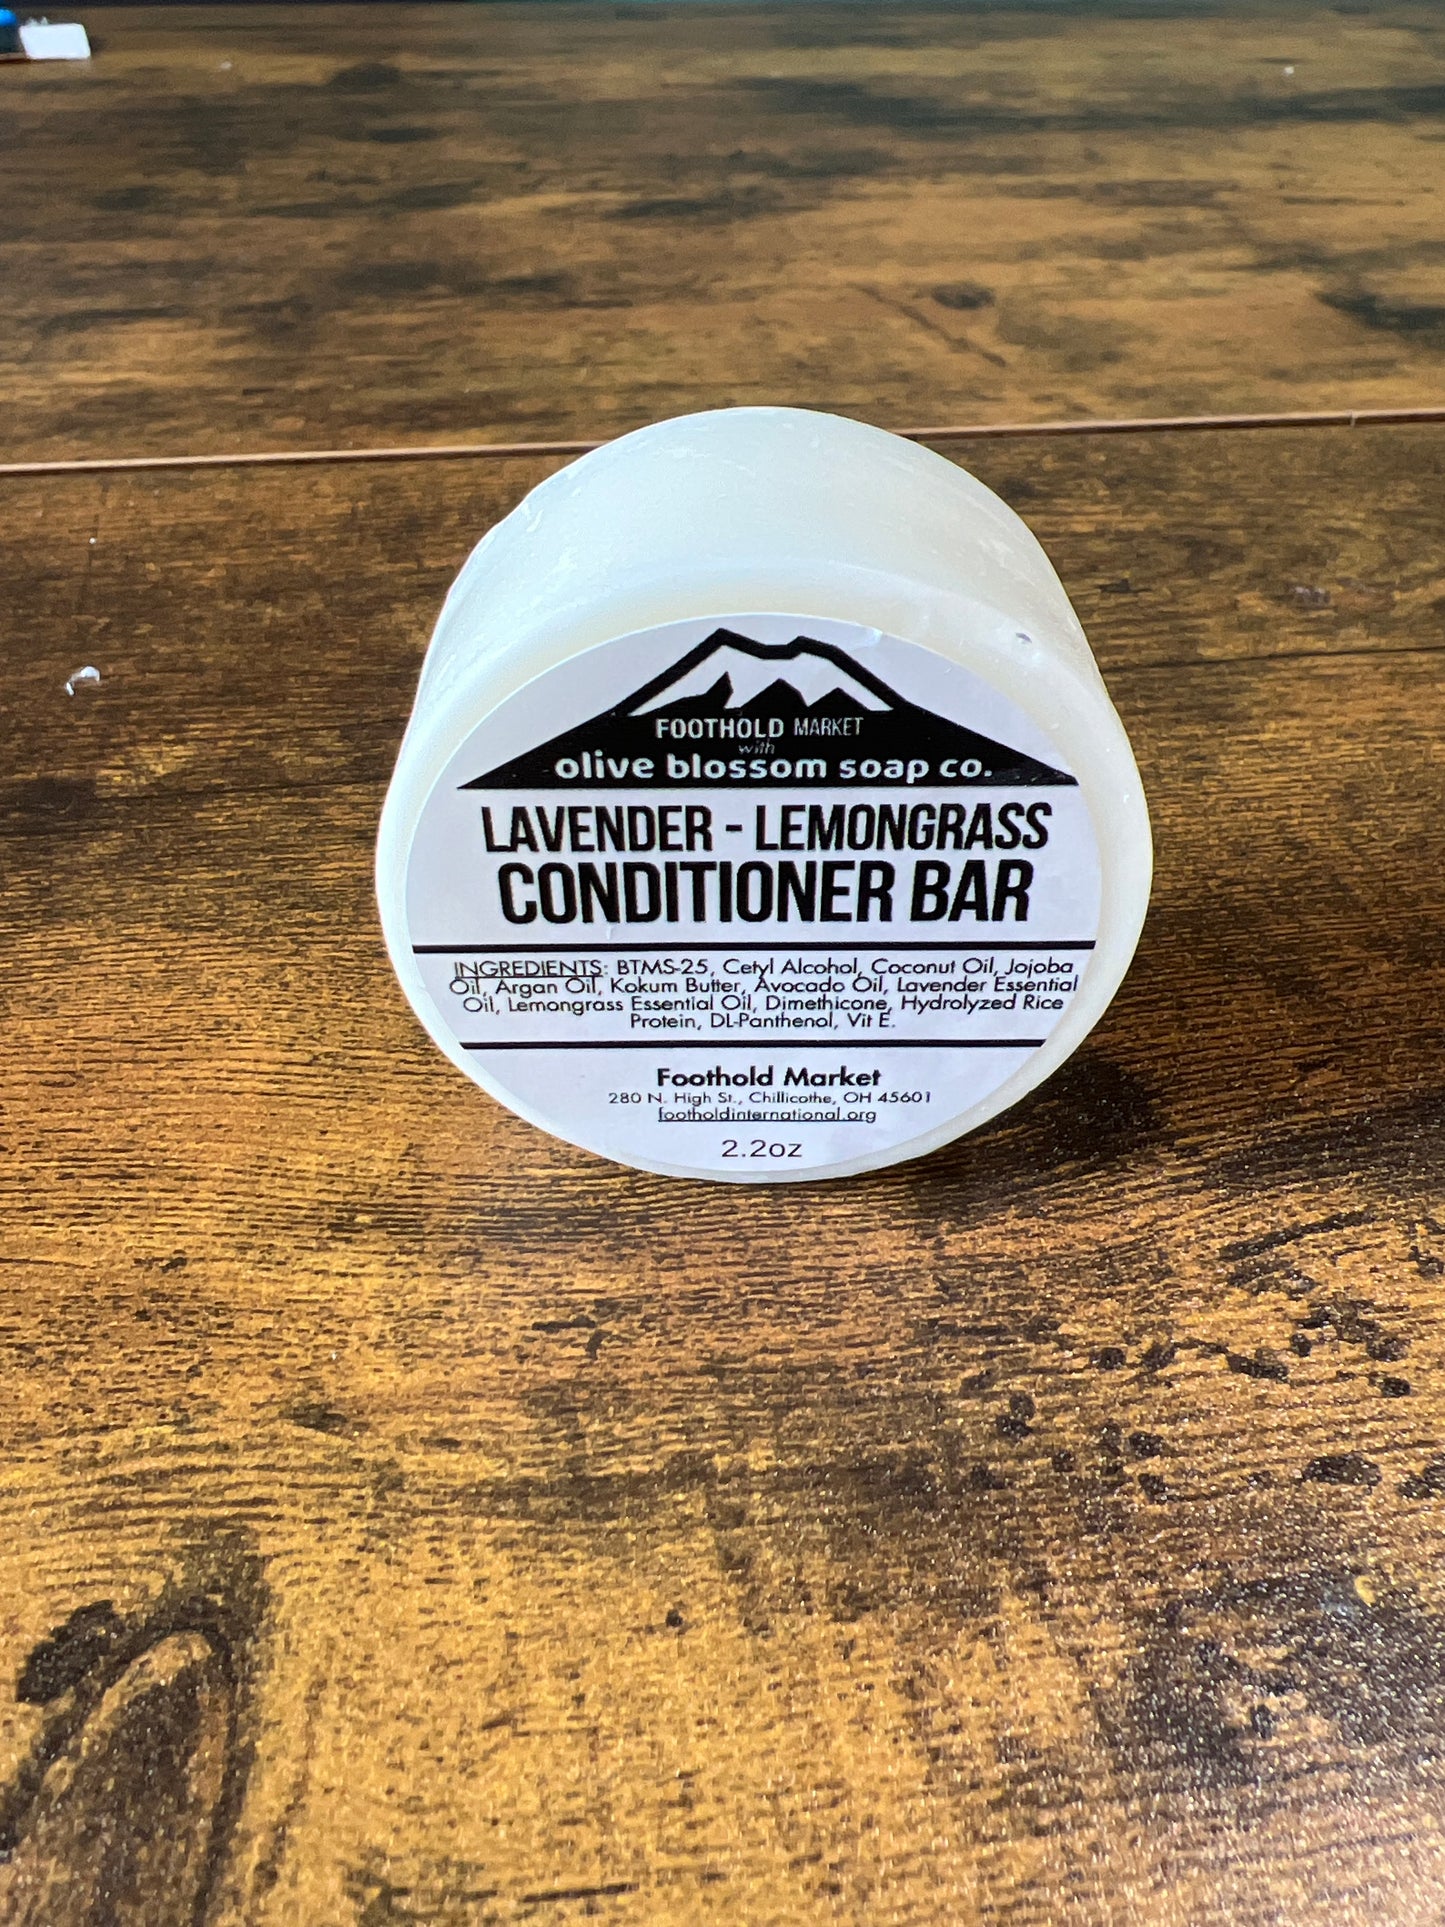 FOOTHOLD MARKET
with
olive blossom soap co.
LAVENDER - LEMONGRASS
CONDITIONER BAR
INGREDIENTS: BTMS-25, Cetyl Alcohol, Coconut Oil, Jojoba
Oil, Argan Oil, Kokum Butter, Avocado Oil, Lavender Essential
Oil, Lemongrass Essential Oil, Dimethicone, Hydrolyzed Rice
Protein, DL-Panthenol, Vit E.
Foothold Market
280 N. High St., Chillicothe, OH 45601
footholdinternational.org
2.2oz